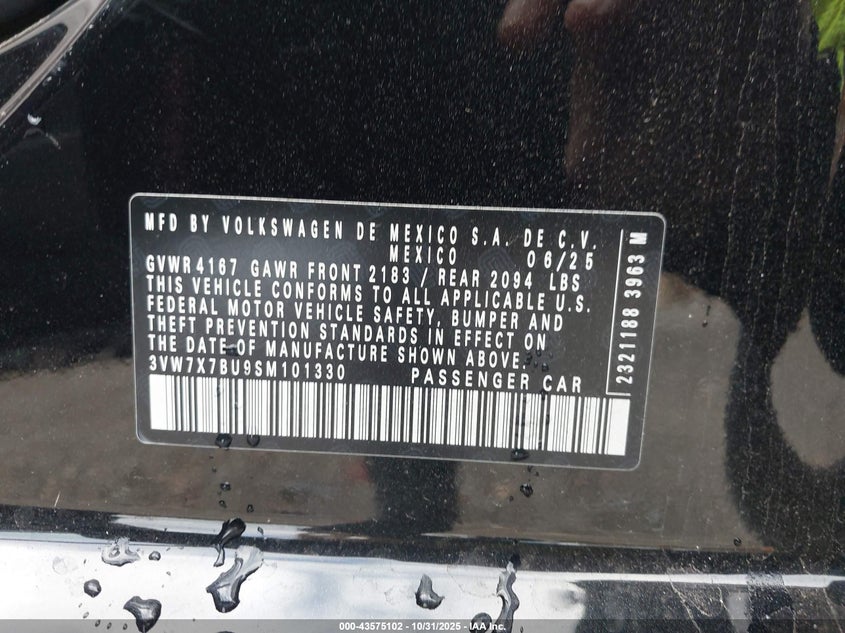 MFD BY VOLKSWAGEN DE MEXICO S.A. DE C.V.
MEXICO 06/25
GVWR 4167 GAWR FRONT 2183 / REAR 2094 LBS
THIS VEHICLE CONFORMS TO ALL APPLICABLE U.S.
FEDERAL MOTOR VEHICLE SAFETY, BUMPER AND
THEFT PREVENTION STANDARDS IN EFFECT ON
THE DATE OF MANUFACTURE SHOWN ABOVE.
3VW7X7BU9SM101330 PASSENGER CAR
2321188 3963 M
000-43575102 - 10/31/2025 - IAA Inc.